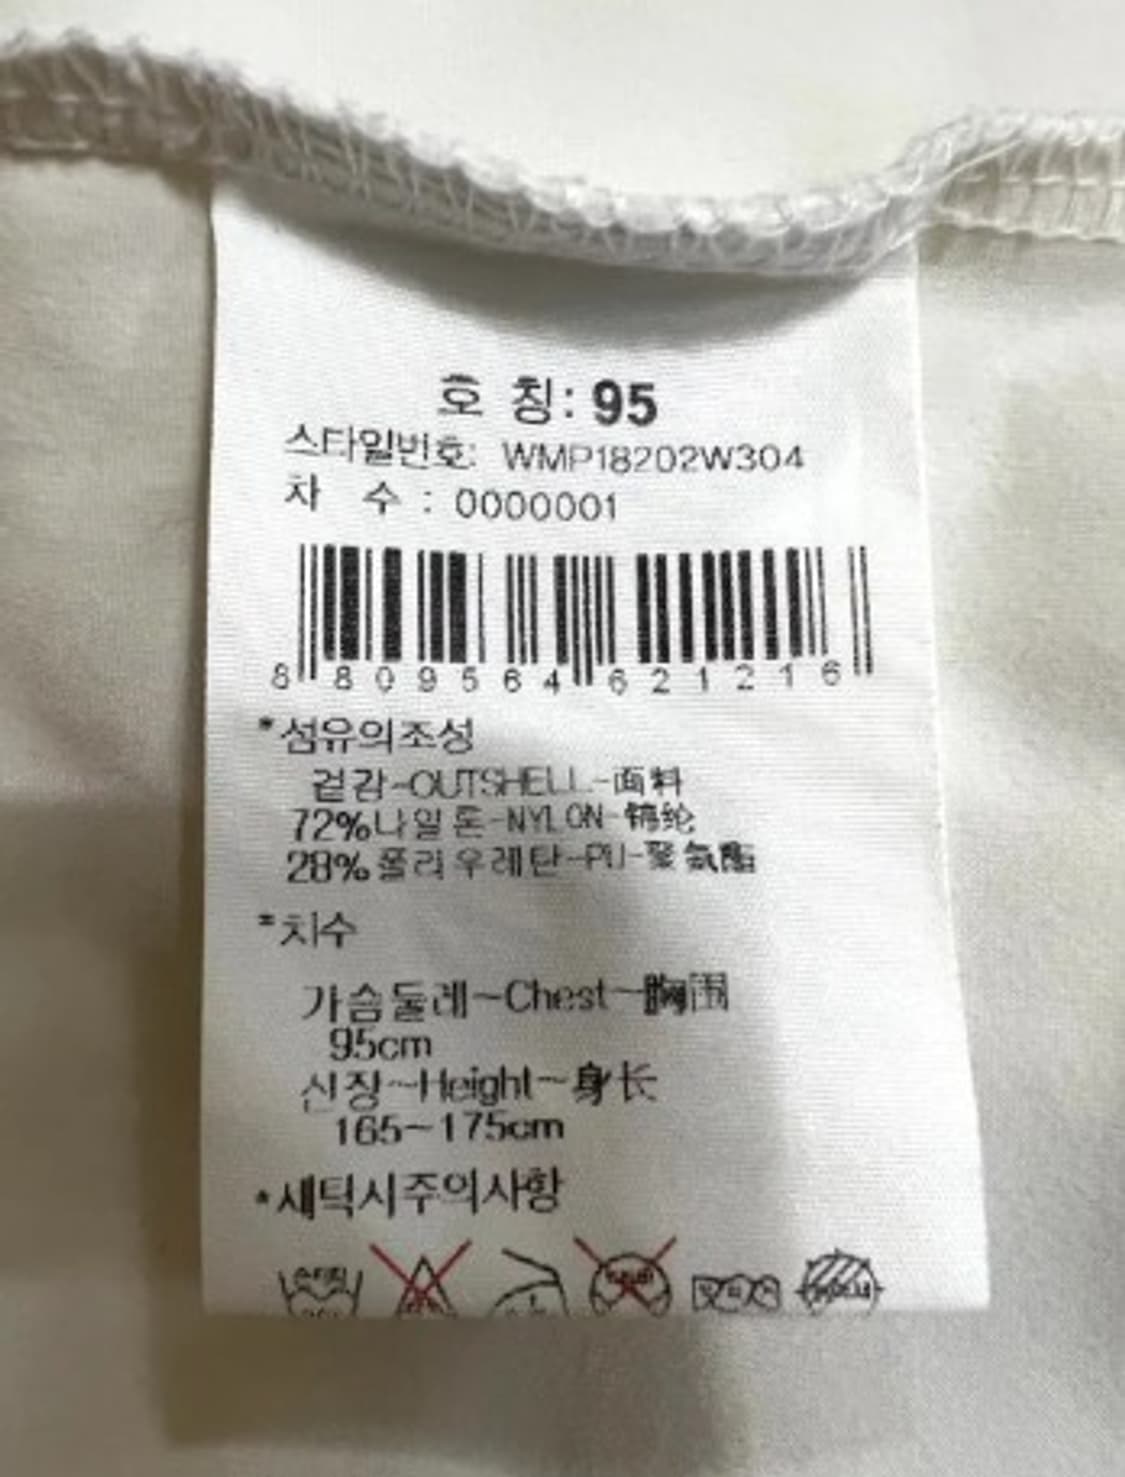 호 칭: 95
스타일번호: WMP18202W304
차 수 : 0000001
8 809564 621216
*섬유의조성
겉감-OUTSHELL-面料
72%나일론-NYLON-锦纶
28%폴리우레탄-PU-聚氨酯
*치수
가슴둘레~Chest~胸围
95cm
신장~Height~身长
165~175cm
*세탁시주의사항
손세탁